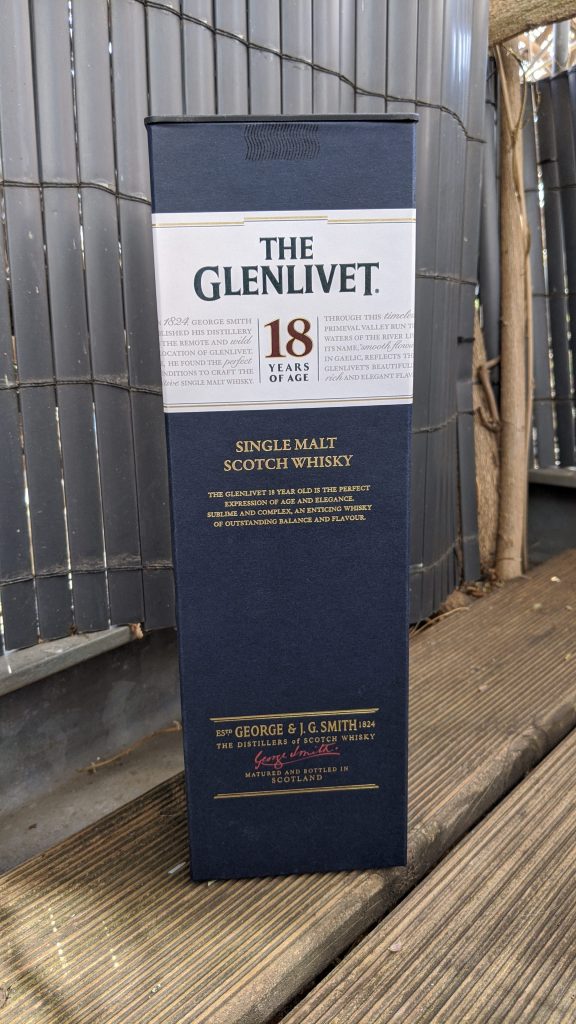 THE
GLENLIVET.
1824, GEORGE SMITH
LISHED HIS DISTILLERY
THE REMOTE AND wild
OCATION OF GLENLIVET.
HE FOUND THE perfect
NDITIONS TO CRAFT THE
SINGLE MALT WHISKY.
18
YEARS
OF AGE
THROUGH THIS timele
PRIMEVAL VALLEY RUN
WATERS OF THE RIVER LI
ITS NAME, "smooth flow
IN GAELIC, REFLECTS TH
GLENLIVET'S BEAUTIFUL
rich AND ELEGANT FLAV
SINGLE MALT
SCOTCH WHISKY
THE GLENLIVET 18 YEAR OLD IS THE PERFECT
EXPRESSION OF AGE AND ELEGANCE.
SUBLIME AND COMPLEX, AN ENTICING WHISKY
OF OUTSTANDING BALANCE AND FLAVOUR.
ESTD GEORGE & J.G. SMITH 1824
THE DISTILLERS of SCOTCH WHISKY
George Smith.
MATURED AND BOTTLED IN
SCOTLAND